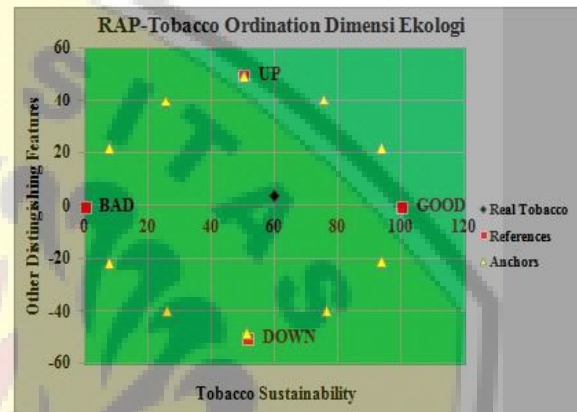 RAP-Tobacco Ordination Dimensi Ekologi
60
UP
40
20
0 BAD GOOD
0 20 40 60 80 100 120
-20
-40
DOWN
-60
Other Distingishing Features
Tobacco Sustainability
Real Tobacco
References
Anchors
SITAS